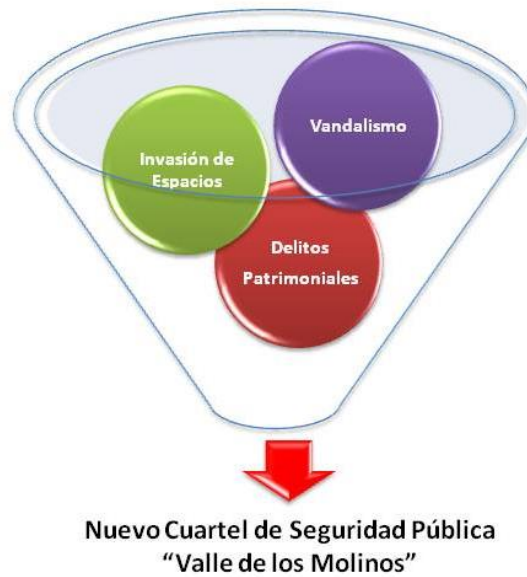 Vandalismo
Invasión de
Espacios
Delitos
Patrimoniales
Nuevo Cuartel de Seguridad Pública
“Valle de los Molinos”